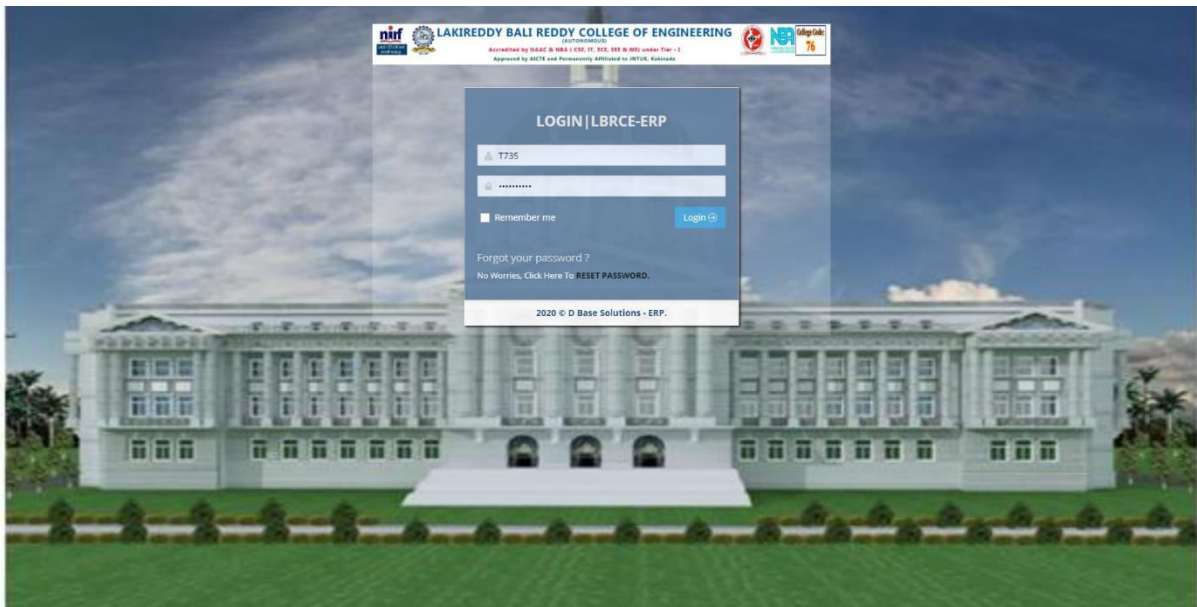 nirf
LAKIREDDY BALI REDDY COLLEGE OF ENGINEERING
(AUTONOMOUS)
Accredited by NAAC & NBA ( CSE, IT, ECE, EEE & ME) under Tier - I
Approved by AICTE and Permanently Affiliated to JNTUK, Kakinada
NBA
College Code:
76
LOGIN|LBRCE-ERP
T735
••••••••••
Remember me
Login
Forgot your password ?
No Worries, Click Here To RESET PASSWORD.
2020 © D Base Solutions - ERP.